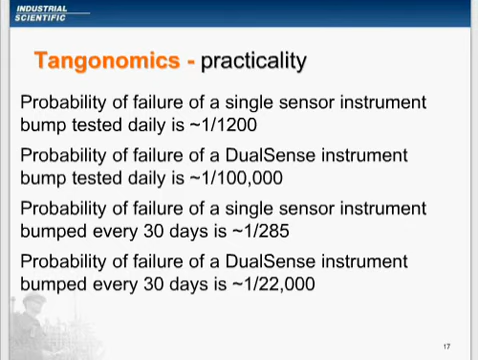 INDUSTRIAL
SCIENTIFIC
Tangonomics - practicality
Probability of failure of a single sensor instrument
bump tested daily is ~1/1200
Probability of failure of a DualSense instrument
bump tested daily is ~1/100,000
Probability of failure of a single sensor instrument
bumped every 30 days is ~1/285
Probability of failure of a DualSense instrument
bumped every 30 days is ~1/22,000
17